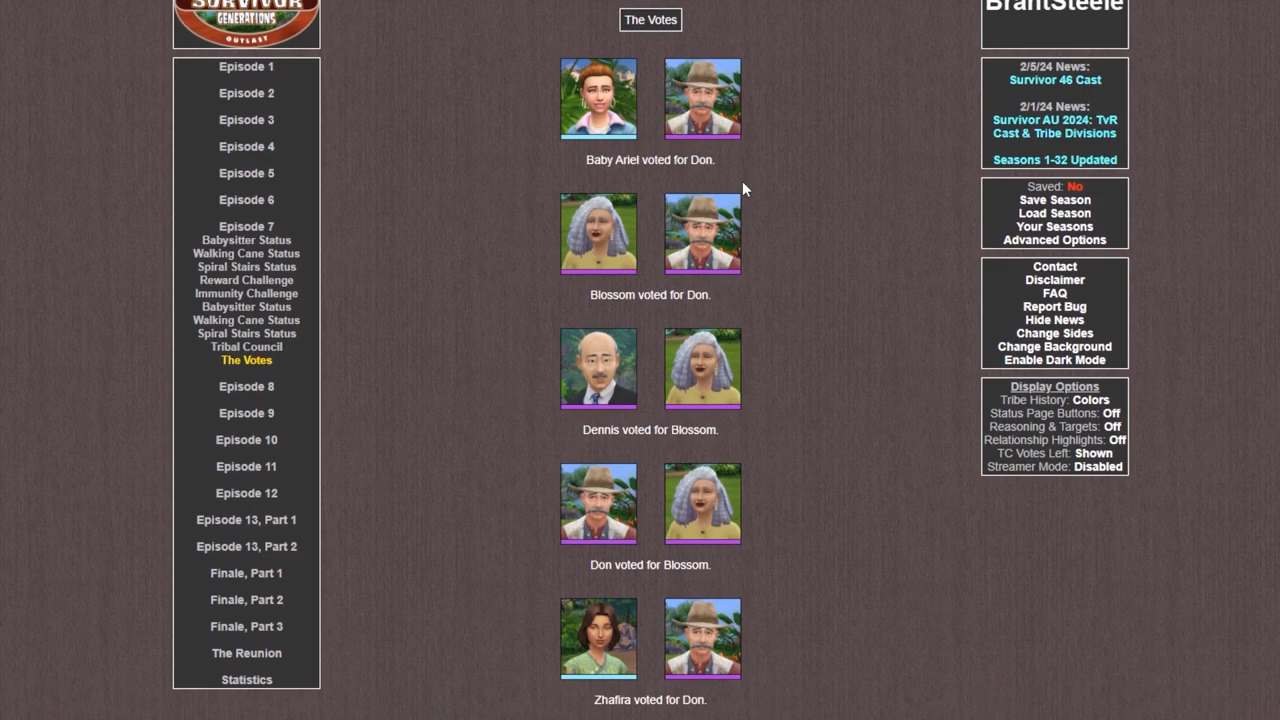 SURVIVOR
GENERATIONS
OUTLAST
Episode 1
Episode 2
Episode 3
Episode 4
Episode 5
Episode 6
Episode 7
Babysitter Status
Walking Cane Status
Spiral Stairs Status
Reward Challenge
Immunity Challenge
Babysitter Status
Walking Cane Status
Spiral Stairs Status
Tribal Council
The Votes
Episode 8
Episode 9
Episode 10
Episode 11
Episode 12
Episode 13, Part 1
Episode 13, Part 2
Finale, Part 1
Finale, Part 2
Finale, Part 3
The Reunion
Statistics
The Votes
Baby Ariel voted for Don.
Blossom voted for Don.
Dennis voted for Blossom.
Don voted for Blossom.
Zhafira voted for Don.
BrantSteele
2/5/24 News:
Survivor 46 Cast
2/1/24 News:
Survivor AU 2024: TvR
Cast & Tribe Divisions
Seasons 1-32 Updated
Saved: No
Save Season
Load Season
Your Seasons
Advanced Options
Contact
Disclaimer
FAQ
Report Bug
Hide News
Change Sides
Change Background
Enable Dark Mode
Display Options
Tribe History: Colors
Status Page Buttons: Off
Reasoning & Targets: Off
Relationship Highlights: Off
TC Votes Left: Shown
Streamer Mode: Disabled